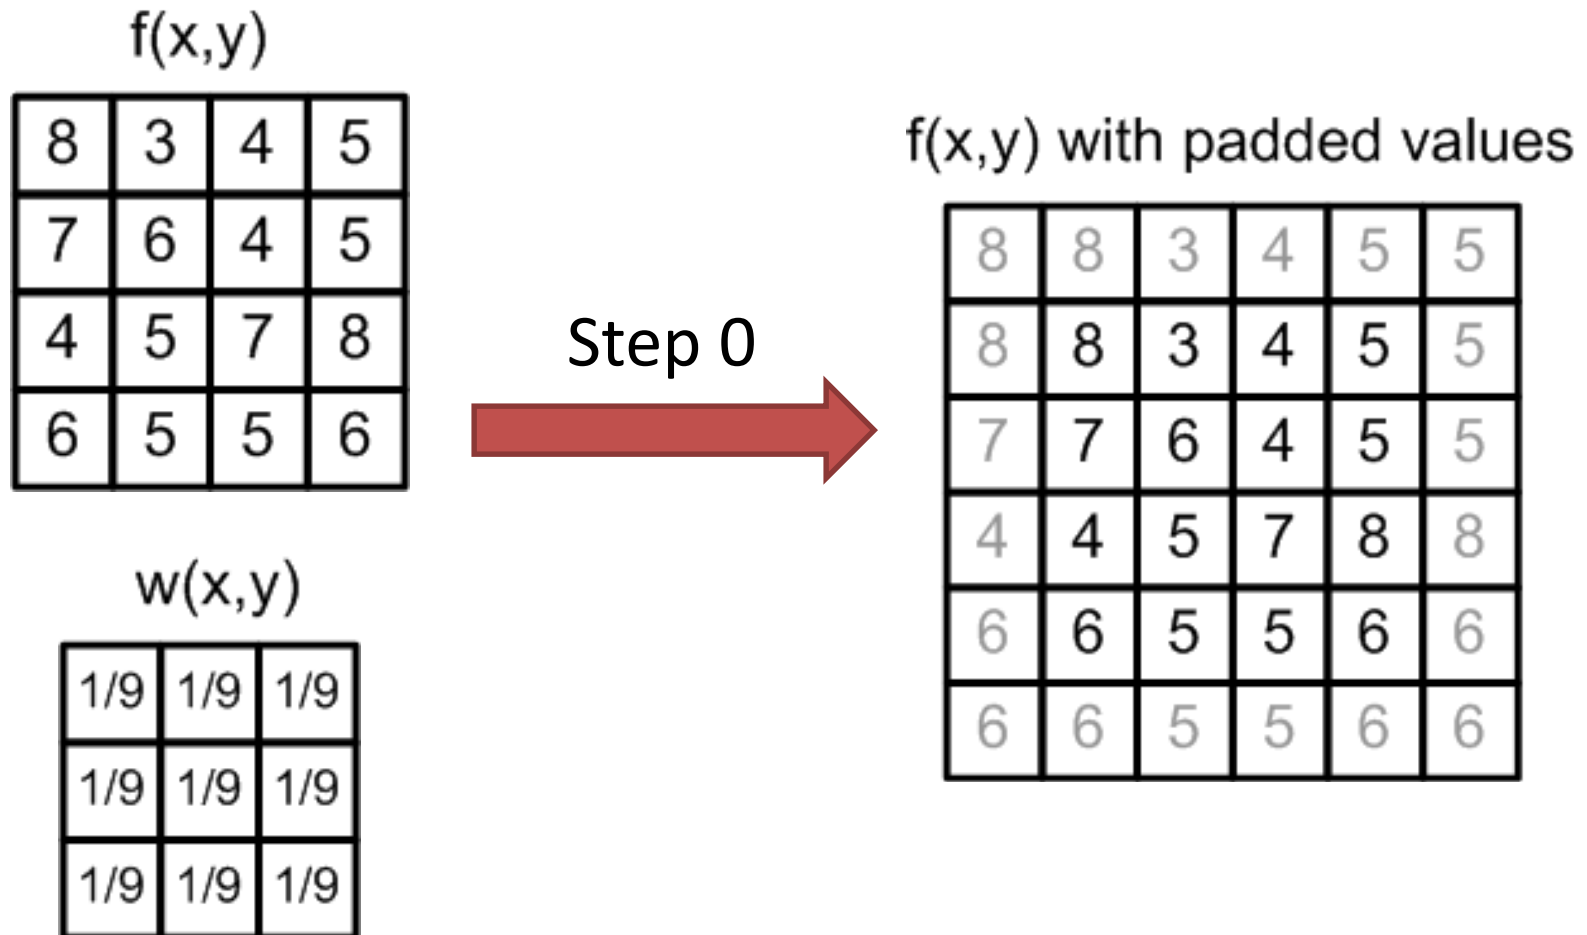 f(x,y)
8 3 4 5
7 6 4 5
4 5 7 8
6 5 5 6
w(x,y)
1/9 1/9 1/9
1/9 1/9 1/9
1/9 1/9 1/9
Step 0
f(x,y) with padded values
8 8 3 4 5 5
8 8 3 4 5 5
7 7 6 4 5 5
4 4 5 7 8 8
6 6 5 5 6 6
6 6 5 5 6 6